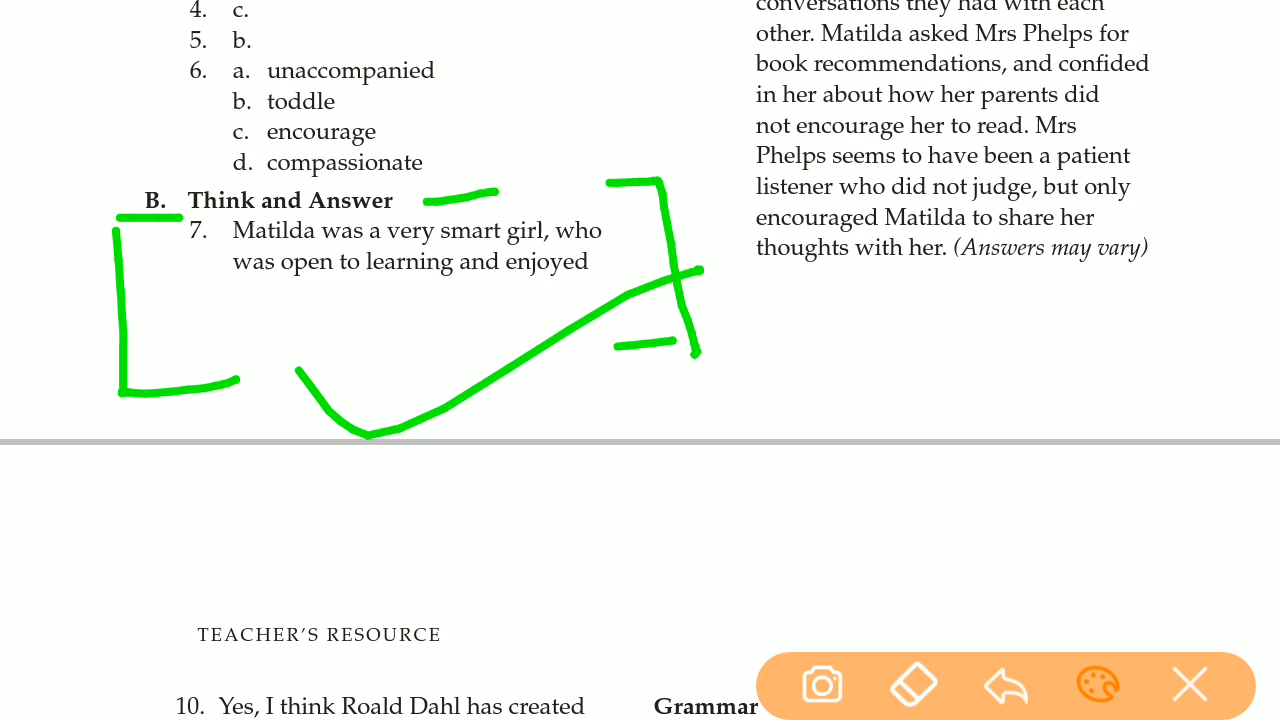 4. c.
5. b.
6. a. unaccompanied
b. toddle
c. encourage
d. compassionate
B. Think and Answer
7. Matilda was a very smart girl, who
was open to learning and enjoyed
conversations they had with each
other. Matilda asked Mrs Phelps for
book recommendations, and confided
in her about how her parents did
not encourage her to read. Mrs
Phelps seems to have been a patient
listener who did not judge, but only
encouraged Matilda to share her
thoughts with her. (Answers may vary)
TEACHER'S RESOURCE
10. Yes, I think Roald Dahl has created
Grammar